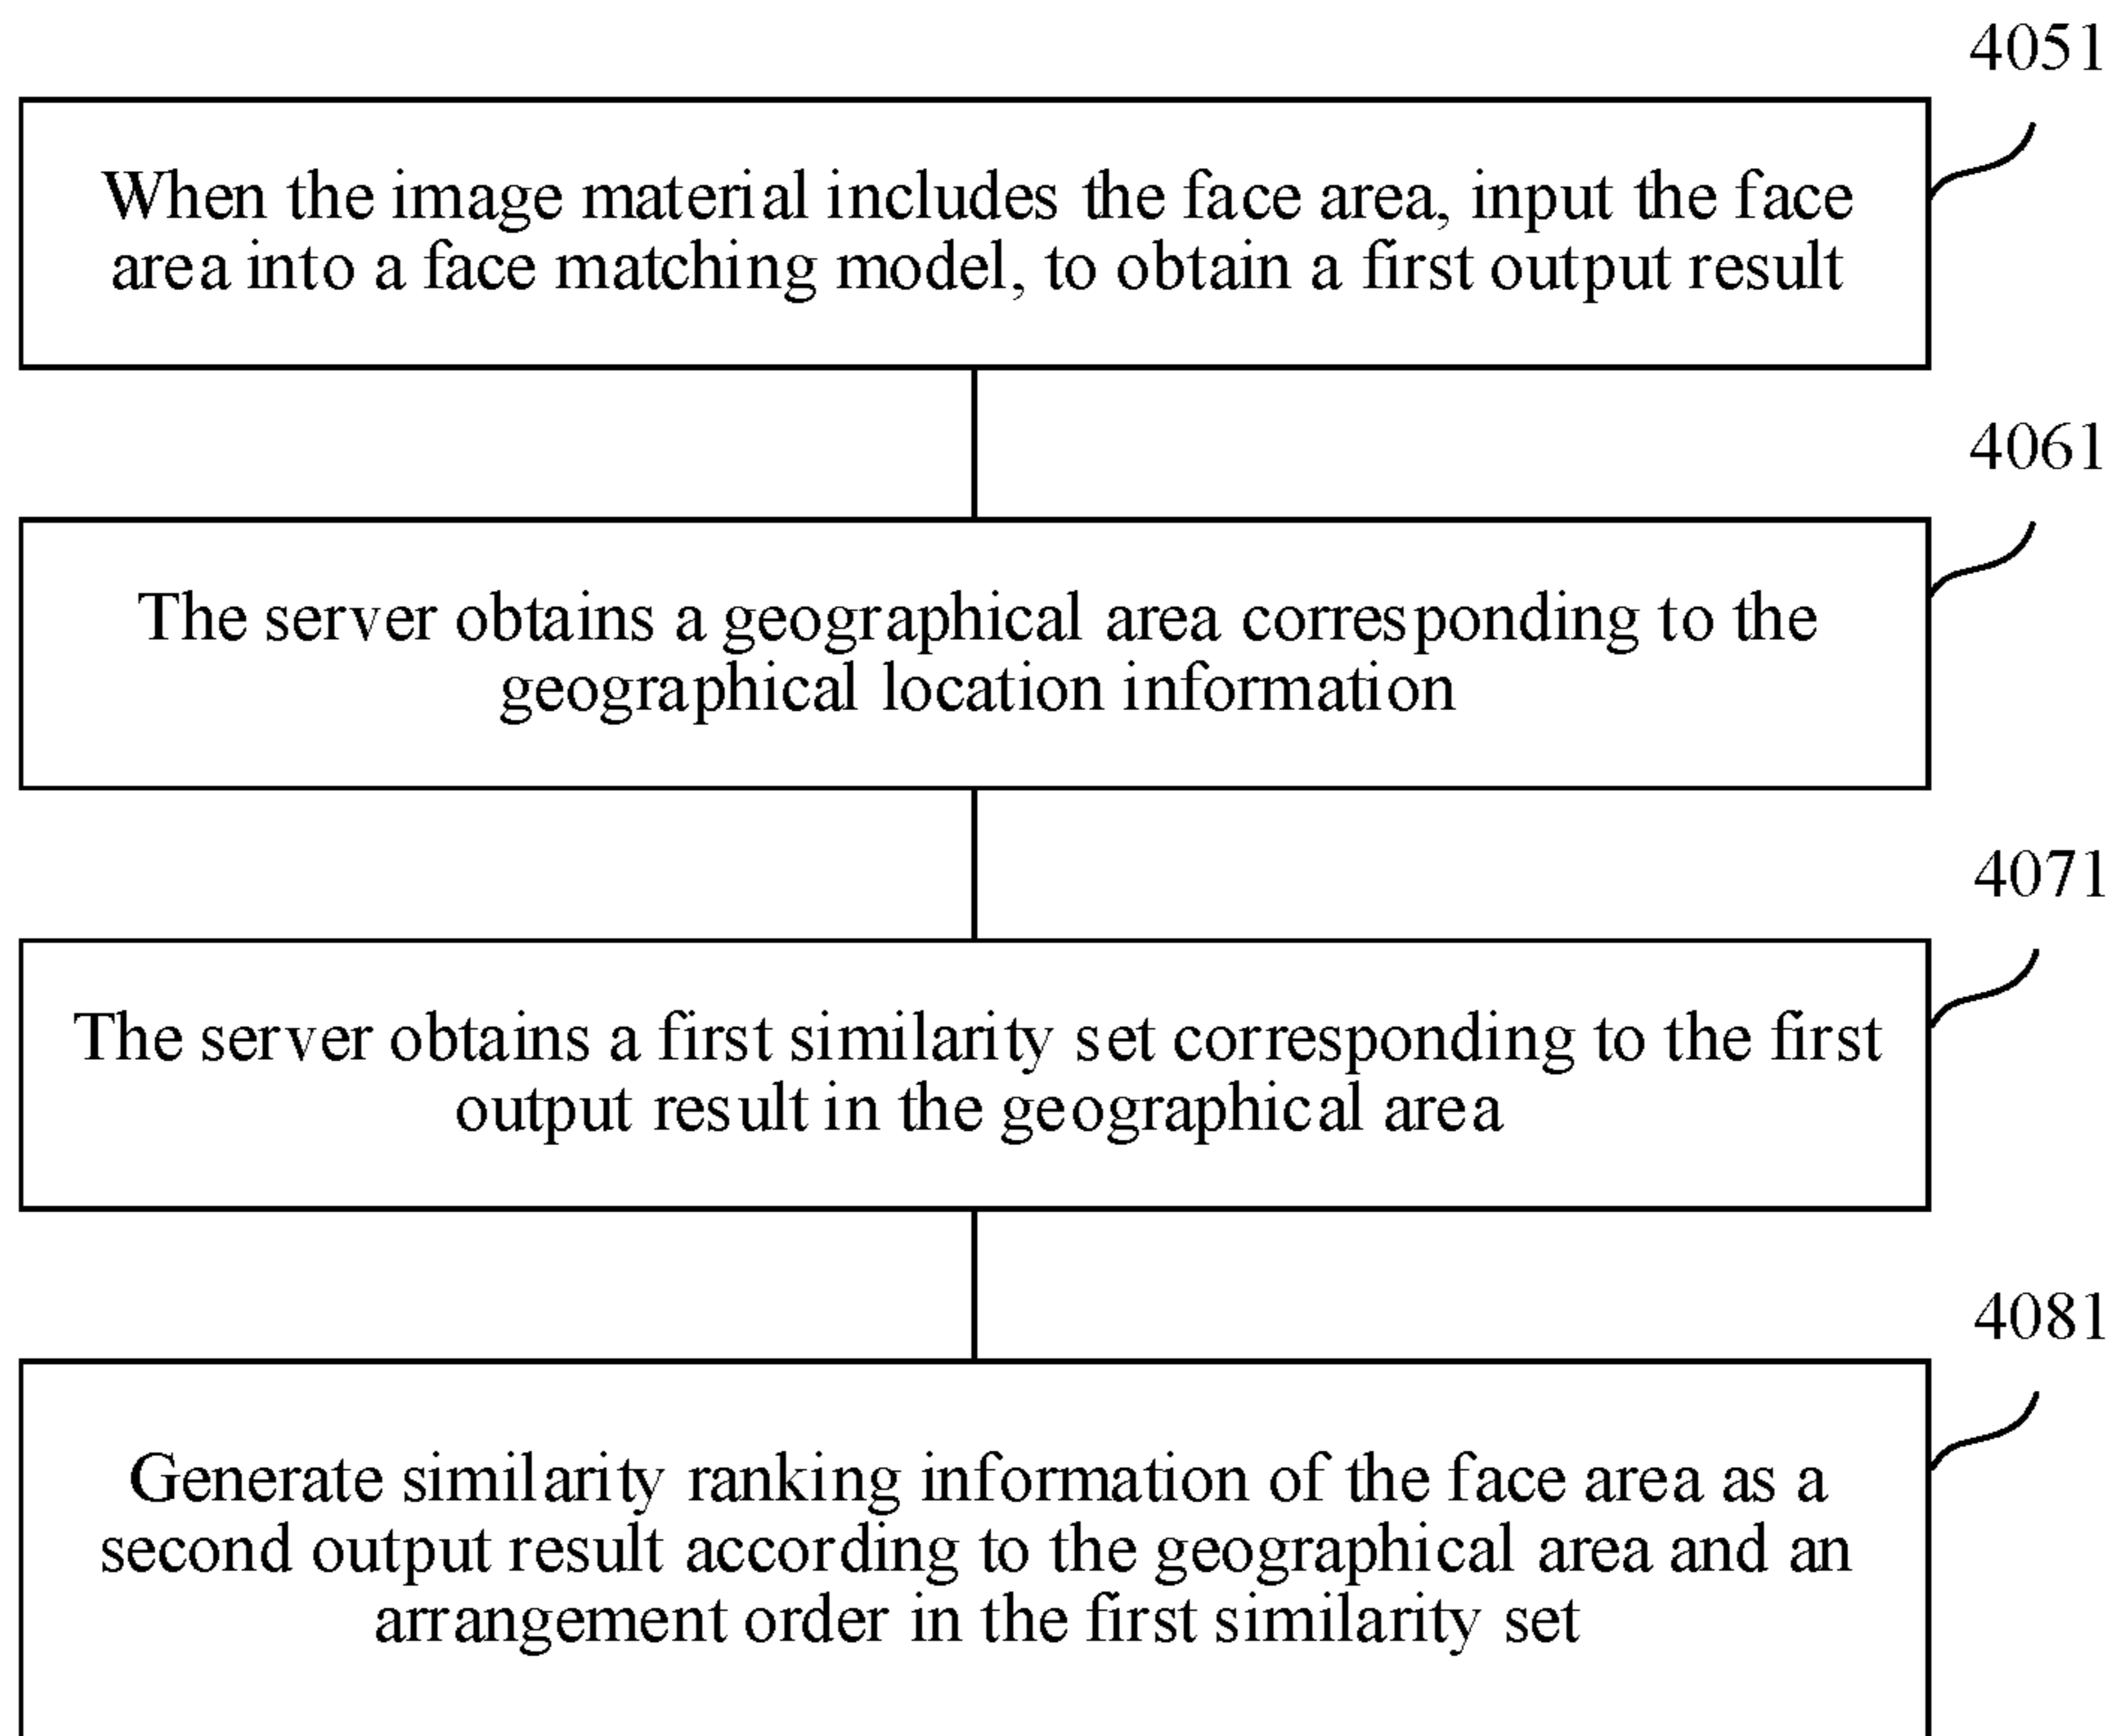 4051
When the image material includes the face area, input the face
area into a face matching model, to obtain a first output result
4061
The server obtains a geographical area corresponding to the
geographical location information
4071
The server obtains a first similarity set corresponding to the first
output result in the geographical area
4081
Generate similarity ranking information of the face area as a
second output result according to the geographical area and an
arrangement order in the first similarity set